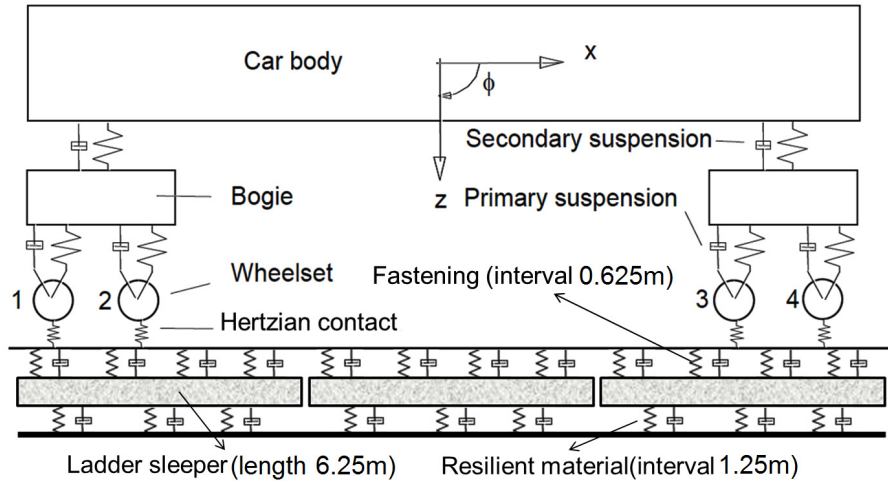 Car body
x
ϕ
Secondary suspension
z
Primary suspension
Bogie
Wheelset
Fastening (interval 0.625m)
1
2
3
4
Hertzian contact
Ladder sleeper(length 6.25m)
Resilient material(interval 1.25m)